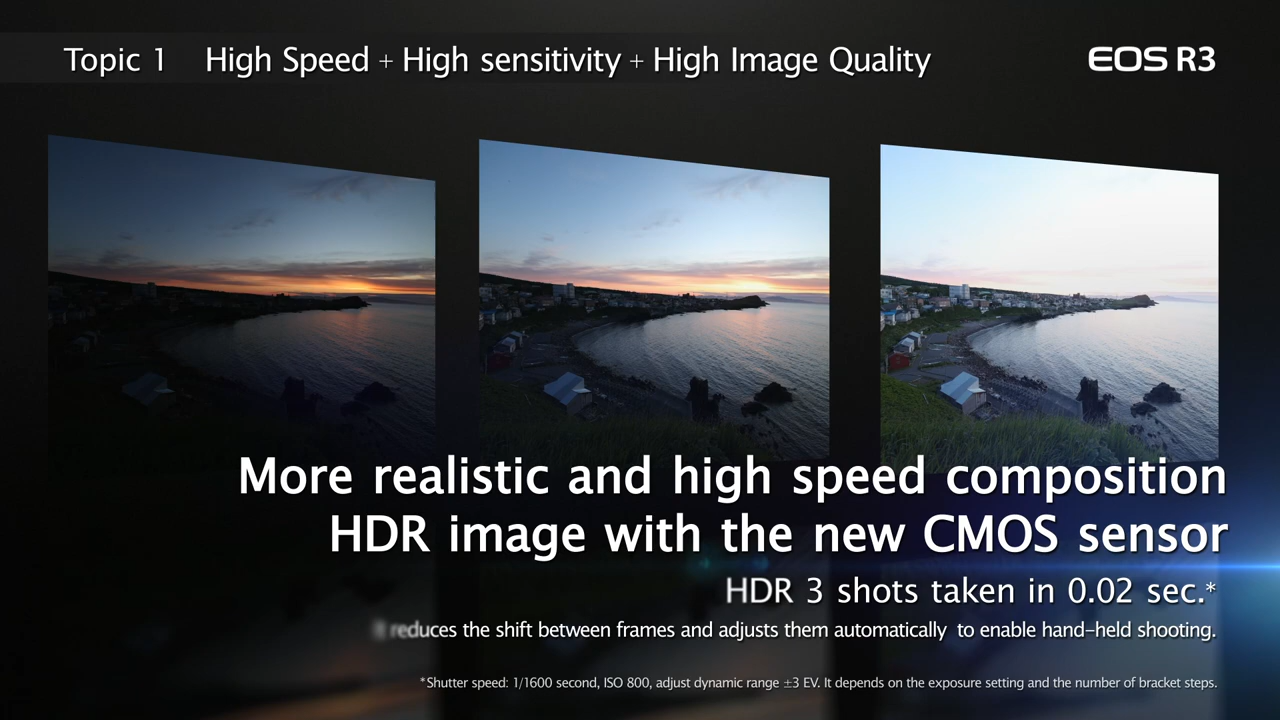 Topic 1 High Speed + High sensitivity + High Image Quality
EOS R3
More realistic and high speed composition
HDR image with the new CMOS sensor
HDR 3 shots taken in 0.02 sec.*
reduces the shift between frames and adjusts them automatically to enable hand-held shooting.
*Shutter speed: 1/1600 second, ISO 800, adjust dynamic range ±3 EV. It depends on the exposure setting and the number of bracket steps.